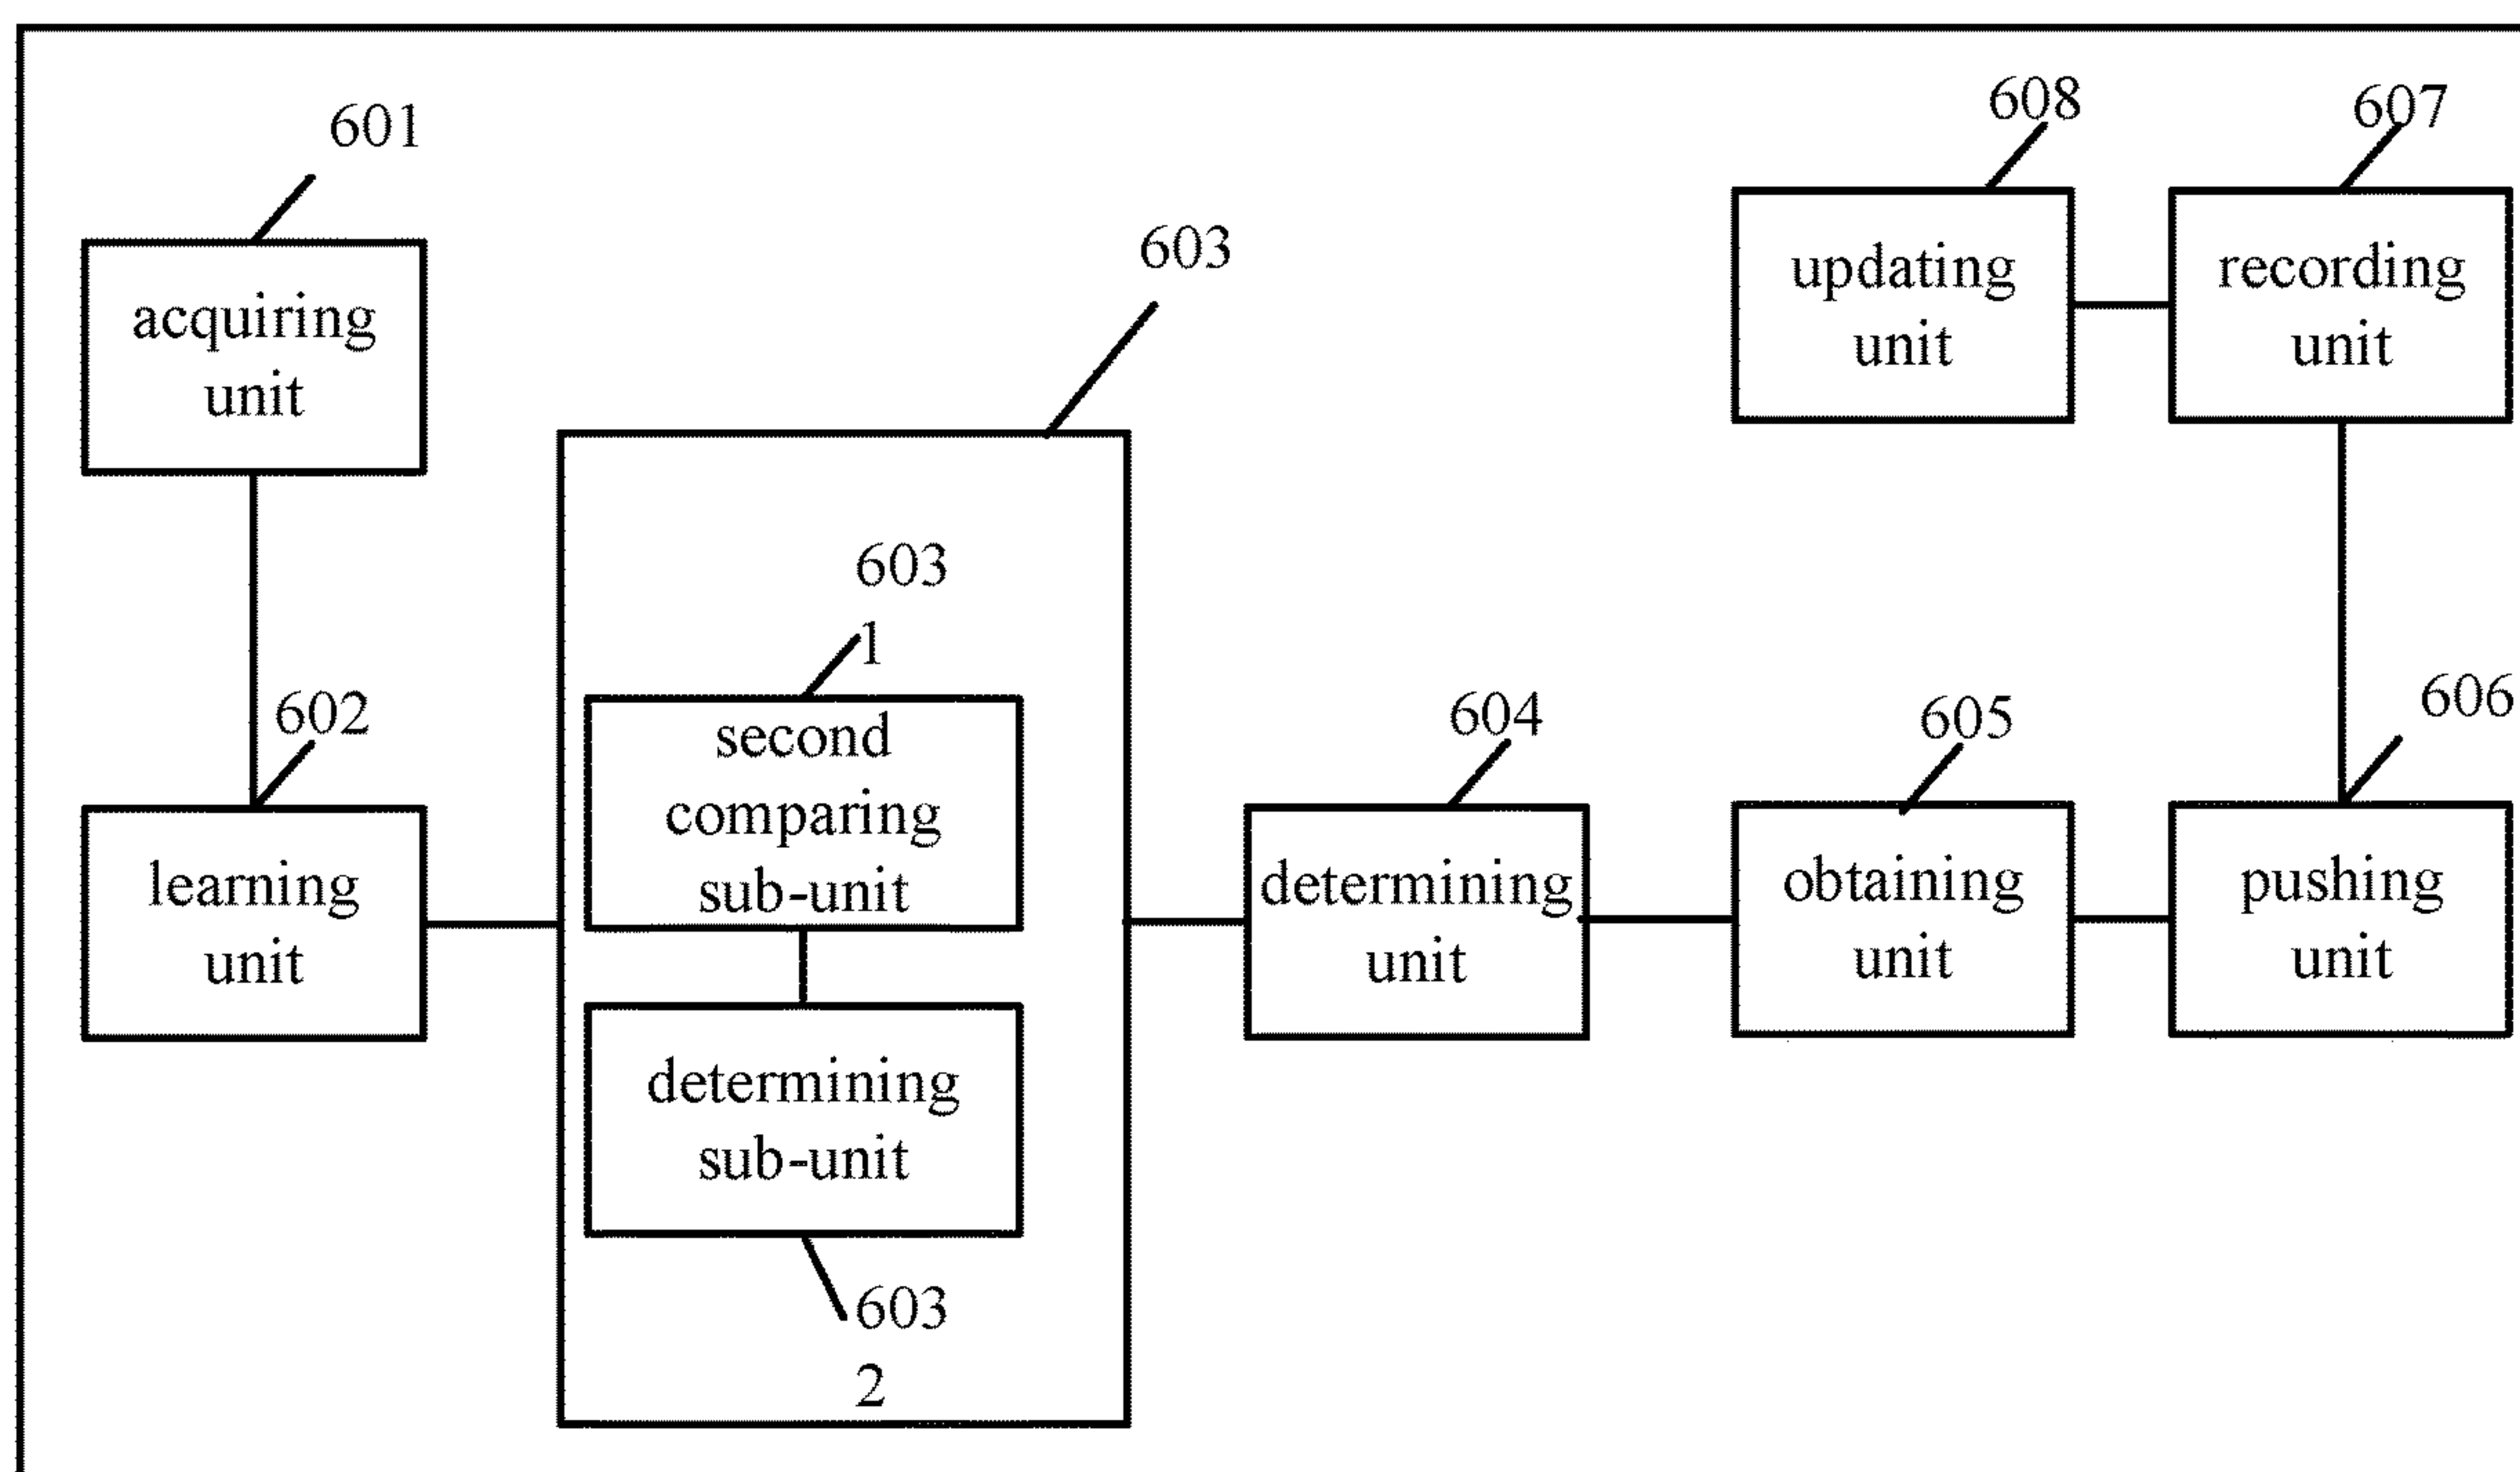 601
acquiring
unit
602
learning
unit
603
603
1
second
comparing
sub-unit
determining
sub-unit
603
2
604
determining
unit
605
obtaining
unit
606
pushing
unit
607
recording
unit
608
updating
unit